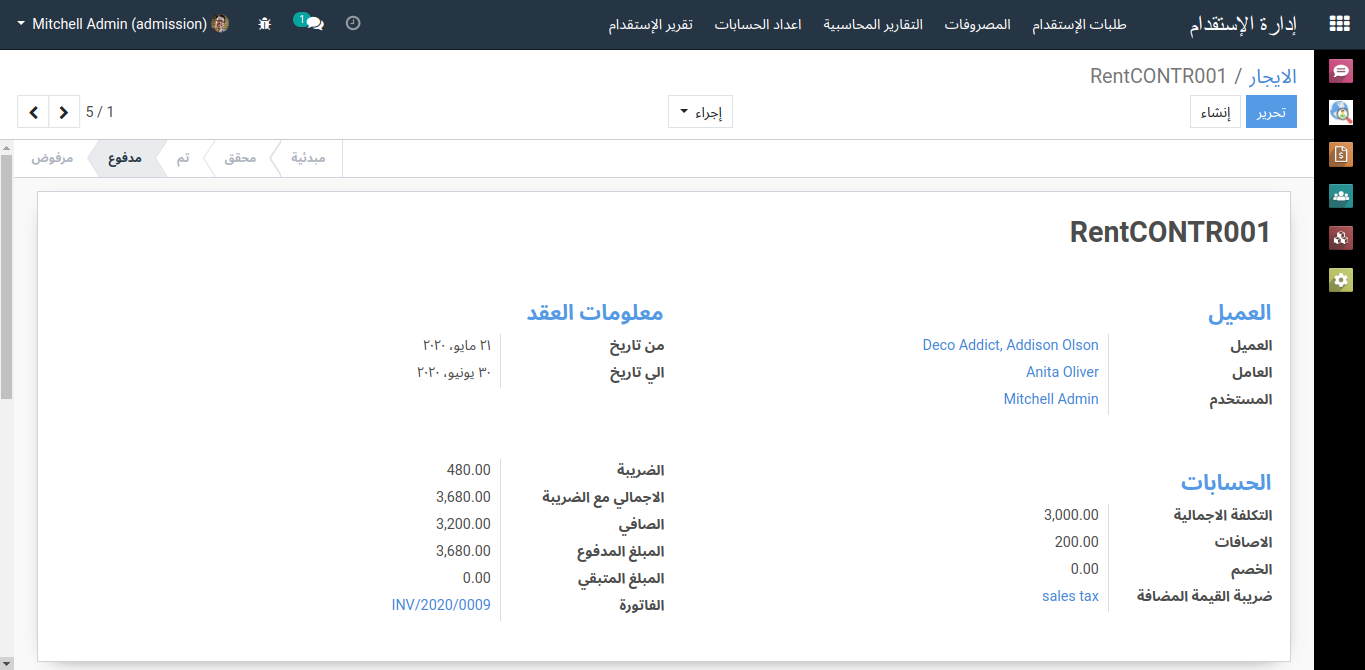 إدارة الإستقدام طلبات الإستقدام المصروفات التقارير المحاسبية اعداد الحسابات تقرير الإستقدام 1 Mitchell Admin (admission)
الايجار / RentCONTR001
تحرير إنشاء إجراء 5 / 1
مبدئية محقق تم مدفوع مرفوض
RentCONTR001
العميل
العميل Deco Addict, Addison Olson
العامل Anita Oliver
المستخدم Mitchell Admin
معلومات العقد
من تاريخ ٢١ مايو، ٢٠٢٠
الي تاريخ ٣٠ يونيو، ٢٠٢٠
الحسابات
التكلفة الاجمالية 3,000.00
الاضافات 200.00
الخصم 0.00
ضريبة القيمة المضافة sales tax
الضريبة 480.00
الاجمالي مع الضريبة 3,680.00
الصافي 3,200.00
المبلغ المدفوع 3,680.00
المبلغ المتبقي 0.00
الفاتورة INV/2020/0009